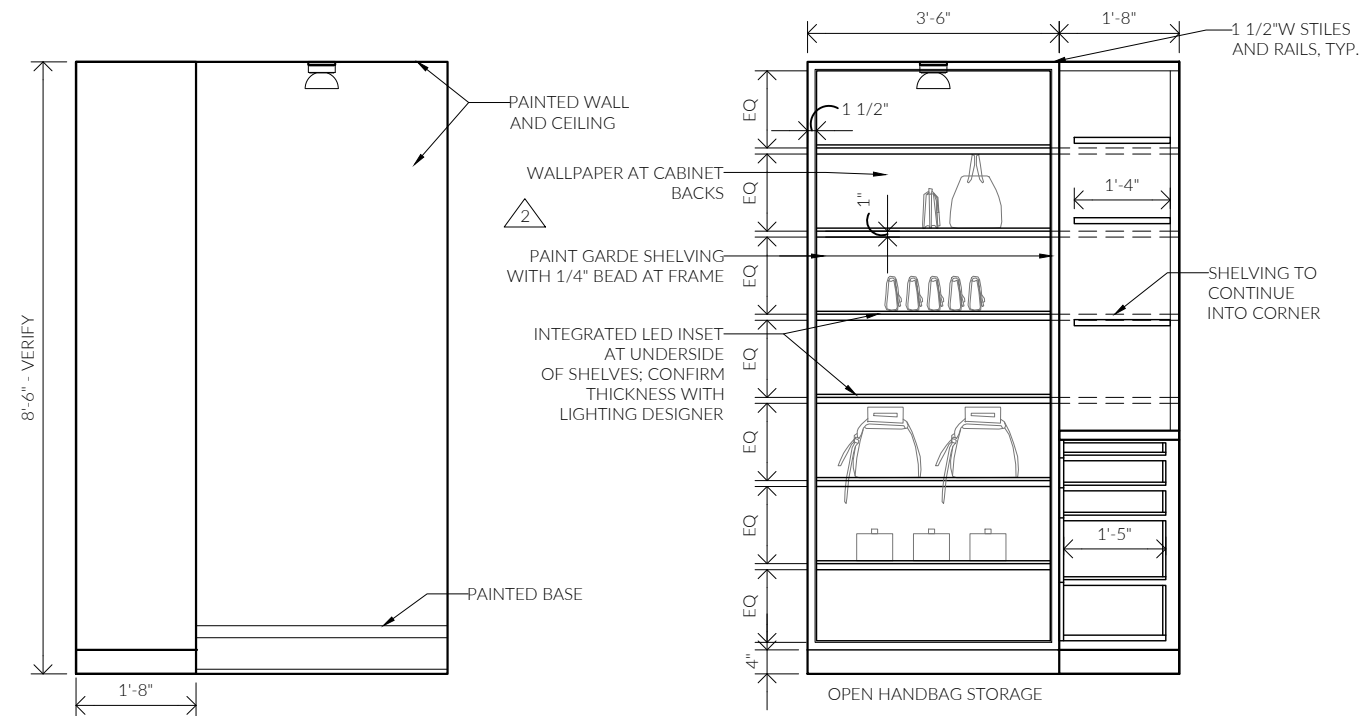 3'-6"
1'-8"
1 1/2"W STILES
AND RAILS, TYP.
PAINTED WALL
AND CEILING
EQ
1 1/2"
WALLPAPER AT CABINET
BACKS
EQ
1'-4"
1"
2
PAINT GARDE SHELVING
WITH 1/4" BEAD AT FRAME
EQ
SHELVING TO
CONTINUE
INTO CORNER
8'-6" - VERIFY
INTEGRATED LED INSET
AT UNDERSIDE
OF SHELVES; CONFIRM
THICKNESS WITH
LIGHTING DESIGNER
EQ
EQ
EQ
1'-5"
PAINTED BASE
EQ
4"
1'-8"
OPEN HANDBAG STORAGE